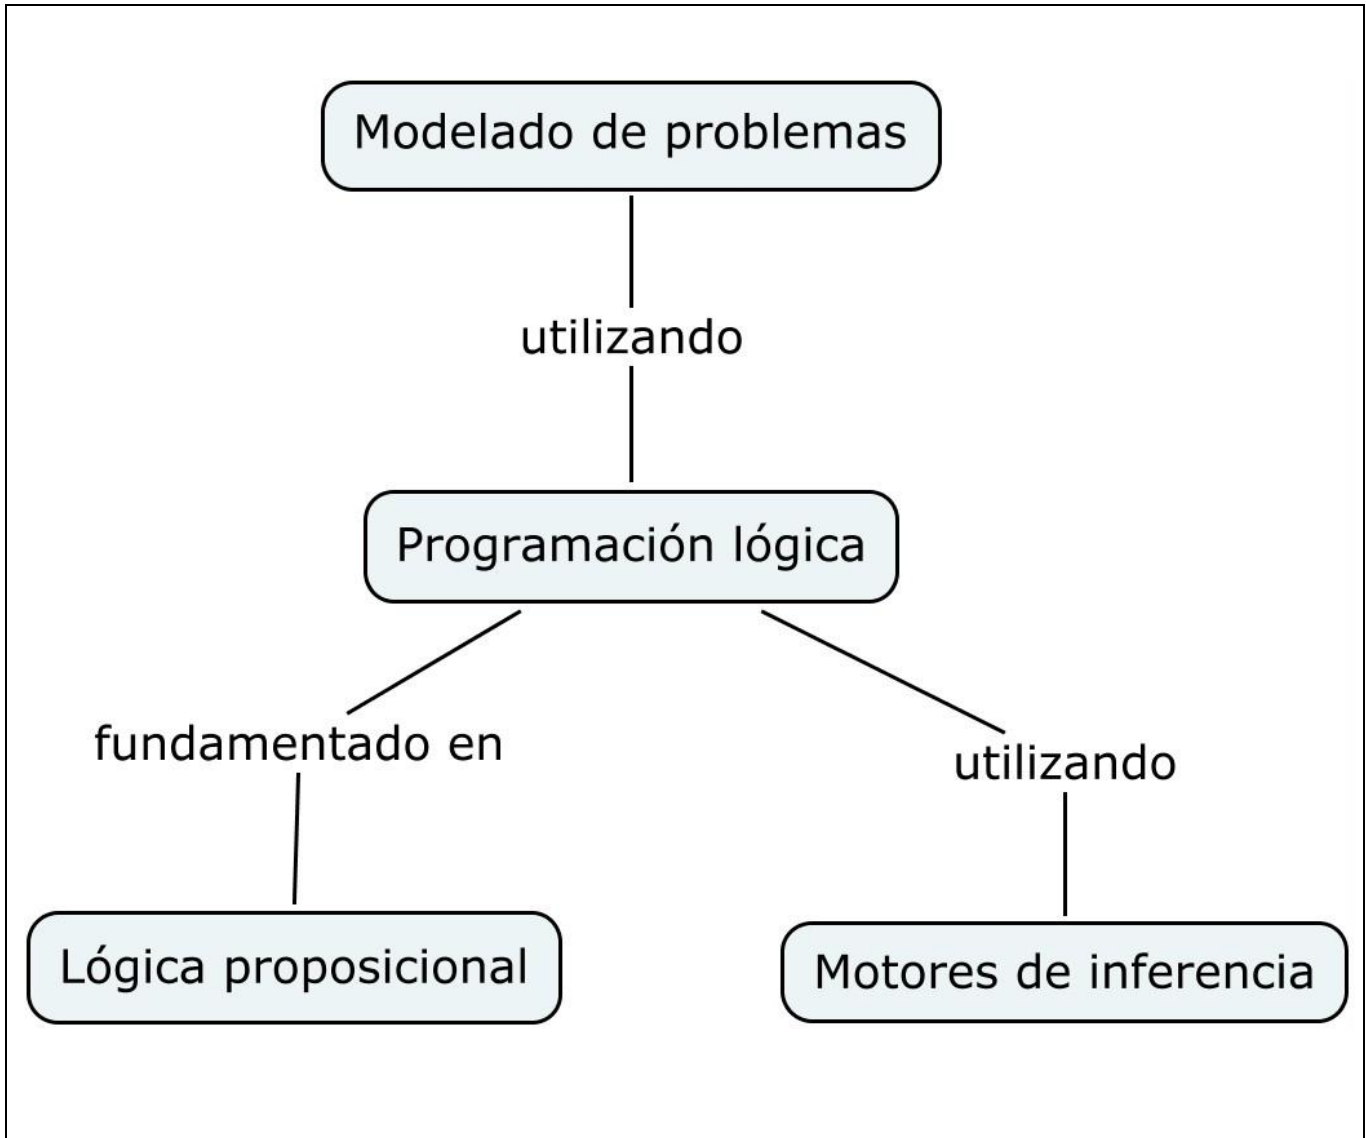 Modelado de problemas
utilizando
Programación lógica
fundamentado en
utilizando
Lógica proposicional
Motores de inferencia